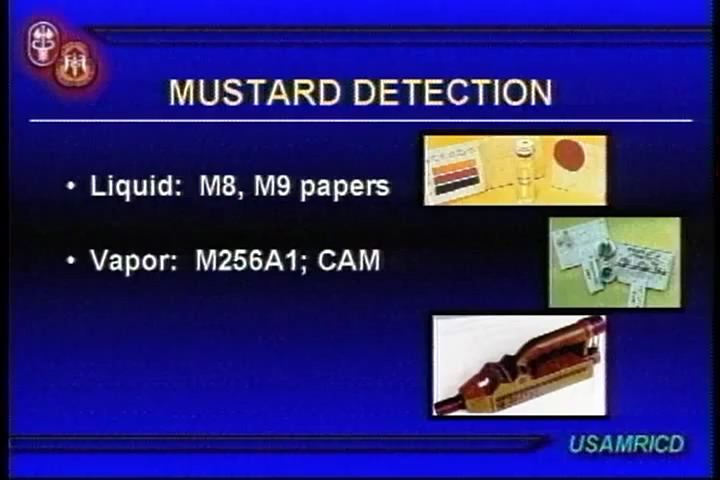 MUSTARD DETECTION
• Liquid: M8, M9 papers
• Vapor: M256A1; CAM
USAMRICD